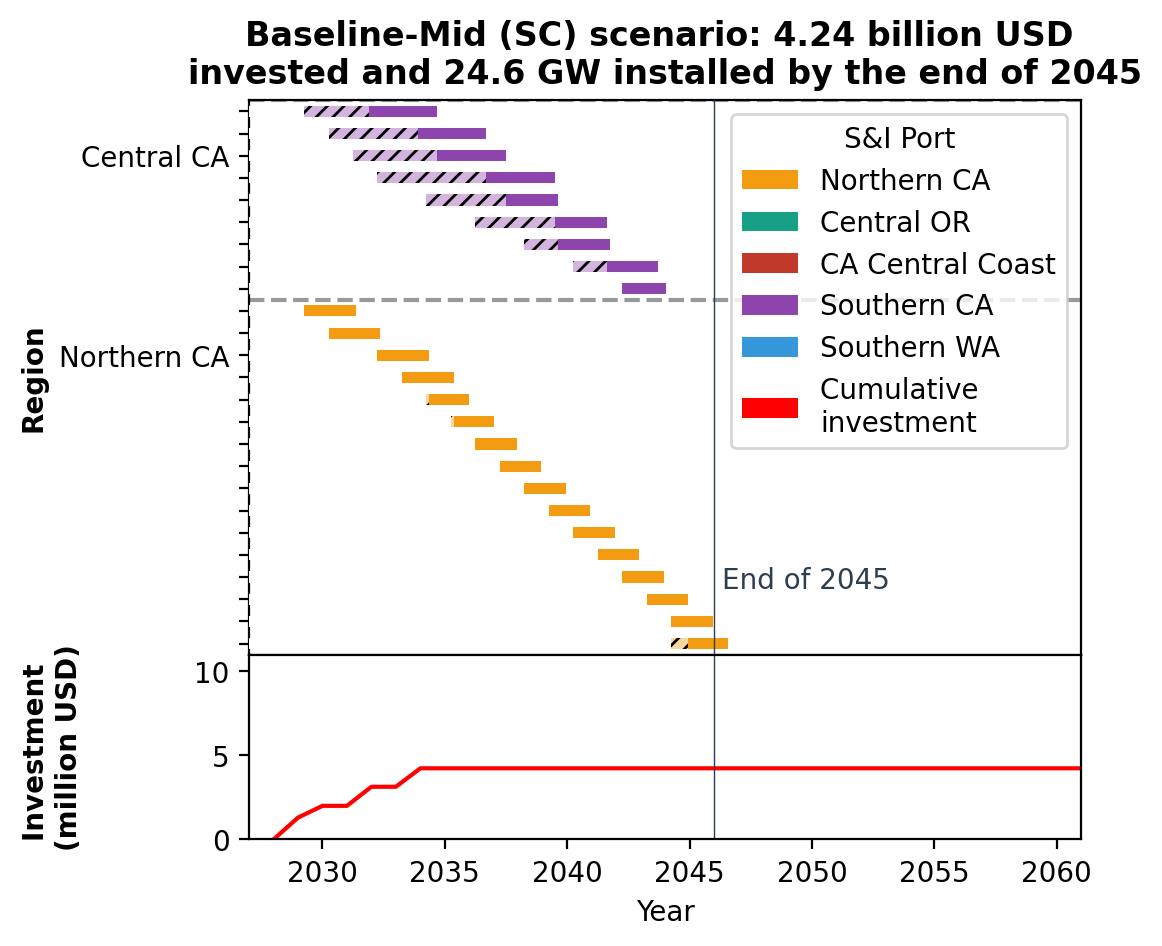 Baseline-Mid (SC) scenario: 4.24 billion USD
invested and 24.6 GW installed by the end of 2045
Region
Central CA
Northern CA
S&I Port
Northern CA
Central OR
CA Central Coast
Southern CA
Southern WA
Cumulative
investment
End of 2045
Investment
(million USD)
10
5
0
2030 2035 2040 2045 2050 2055 2060
Year